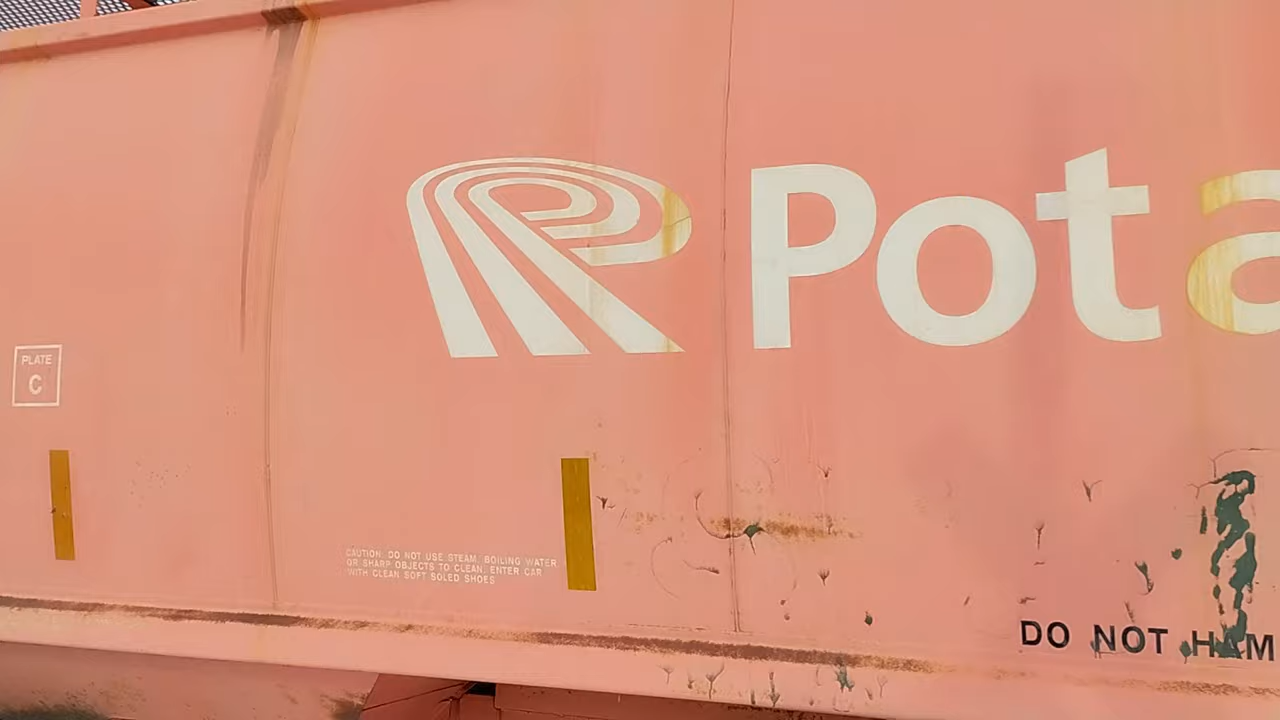 Pota
PLATE
C
CAUTION: DO NOT USE STEAM, BOILING WATER
OR SHARP OBJECTS TO CLEAN. ENTER CAR
WITH CLEAN SOFT SOLED SHOES
DO NOT HAM